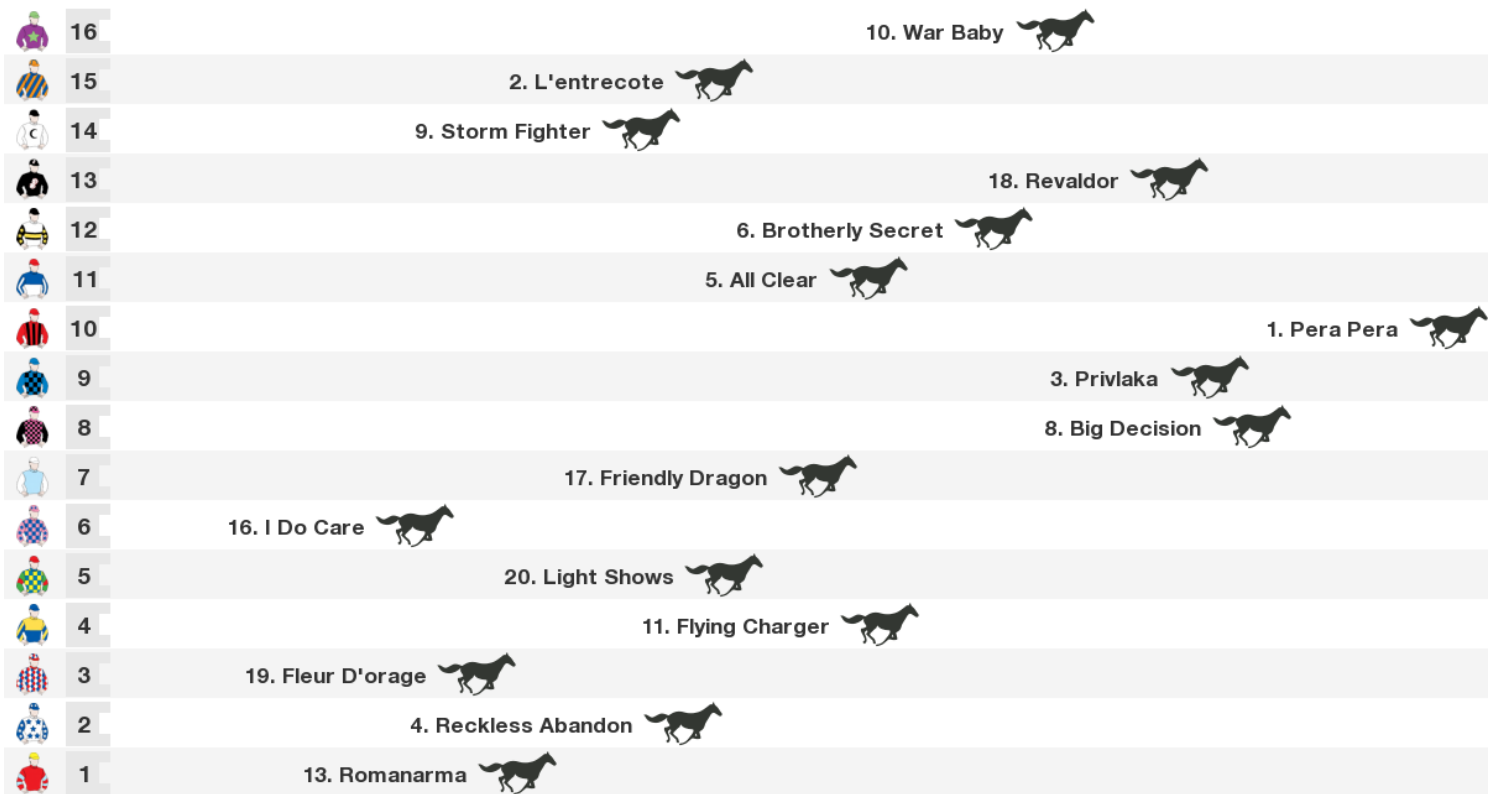 16 10. War Baby
15 2. L'entrecote
14 9. Storm Fighter
13 18. Revaldor
12 6. Brotherly Secret
11 5. All Clear
10 1. Pera Pera
9 3. Privlaka
8 8. Big Decision
7 17. Friendly Dragon
6 16. I Do Care
5 20. Light Shows
4 11. Flying Charger
3 19. Fleur D'orage
2 4. Reckless Abandon
1 13. Romanarma